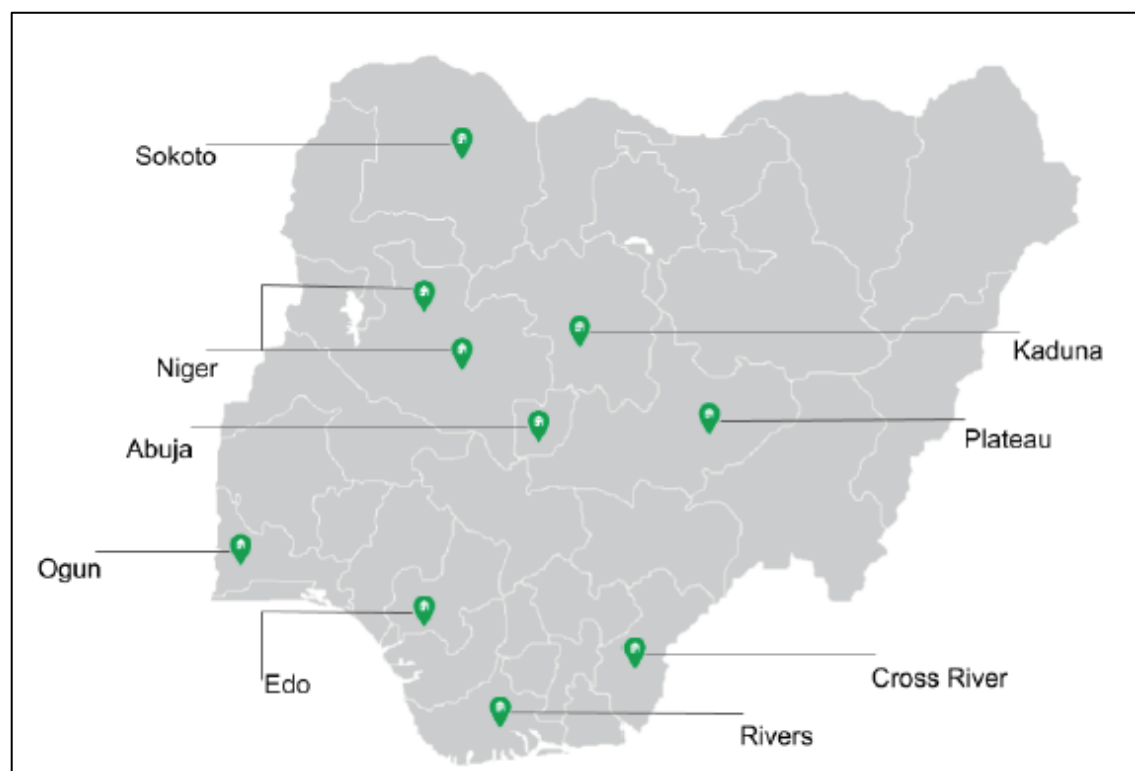 Sokoto
Niger
Kaduna
Abuja
Plateau
Ogun
Edo
Cross River
Rivers